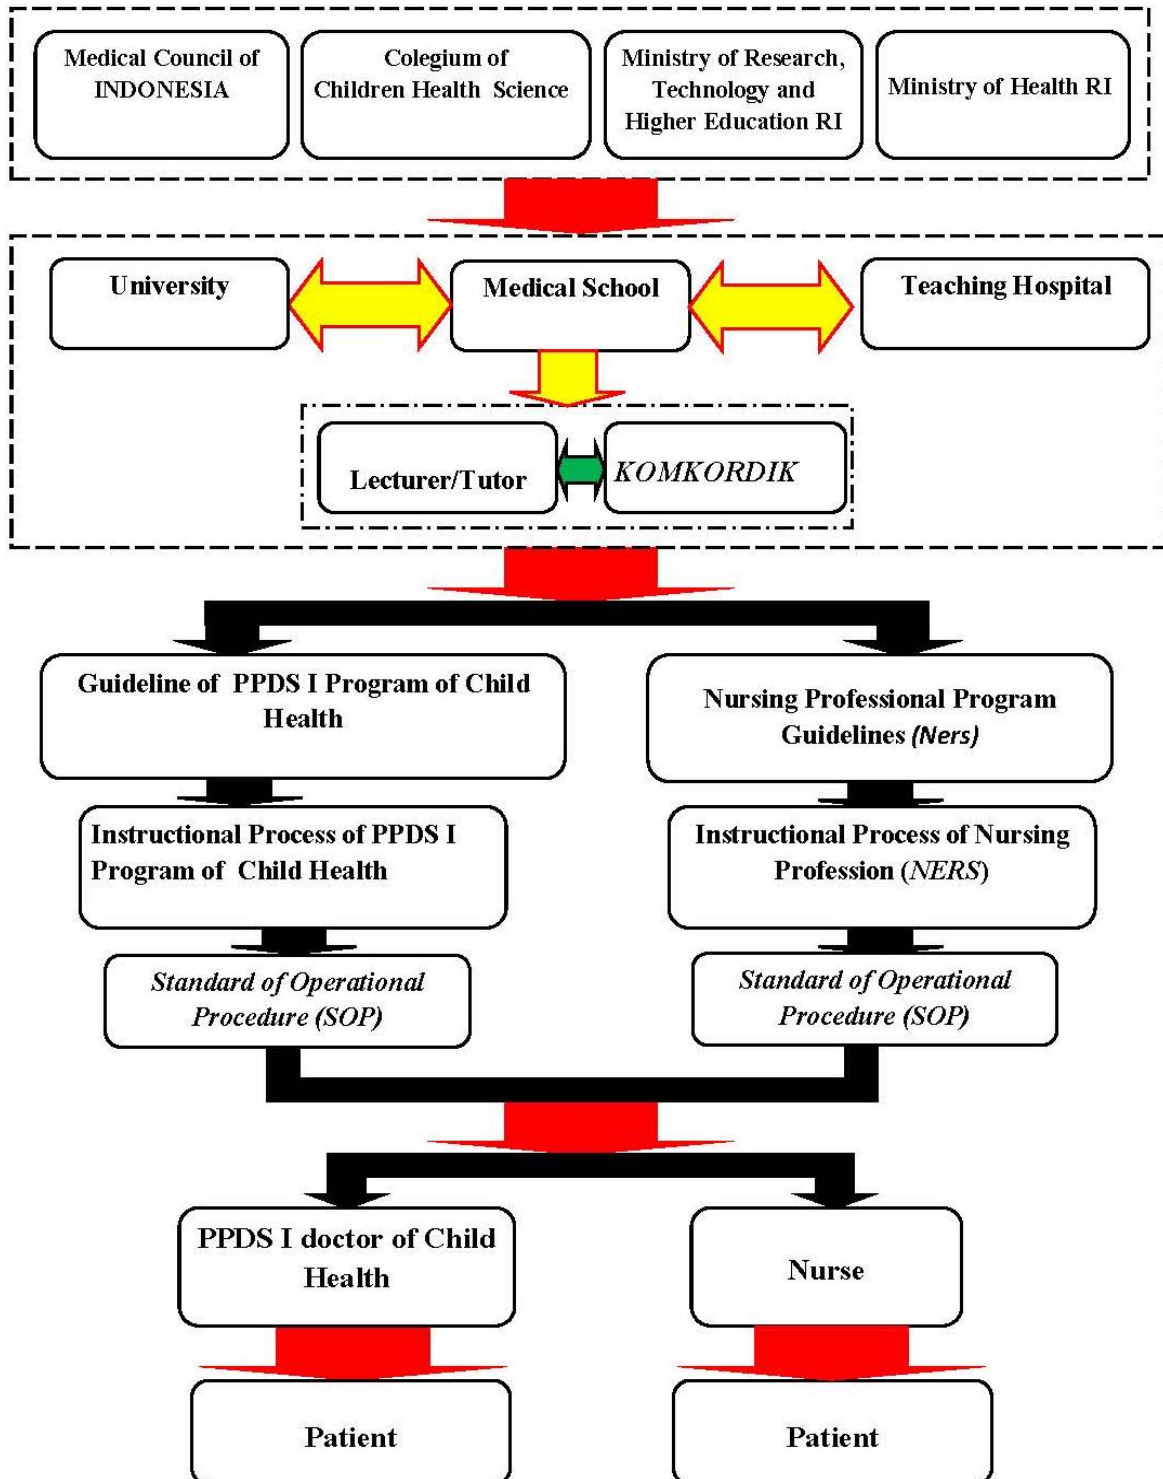 Medical Council of
INDONESIA
Colegium of
Children Health Science
Ministry of Research,
Technology and
Higher Education RI
Ministry of Health RI
University
Medical School
Teaching Hospital
Lecturer/Tutor
KOMKORDIK
Guideline of PPDS I Program of Child
Health
Nursing Professional Program
Guidelines (Ners)
Instructional Process of PPDS I
Program of Child Health
Instructional Process of Nursing
Profession (NERS)
Standard of Operational
Procedure (SOP)
Standard of Operational
Procedure (SOP)
PPDS I doctor of Child
Health
Nurse
Patient
Patient